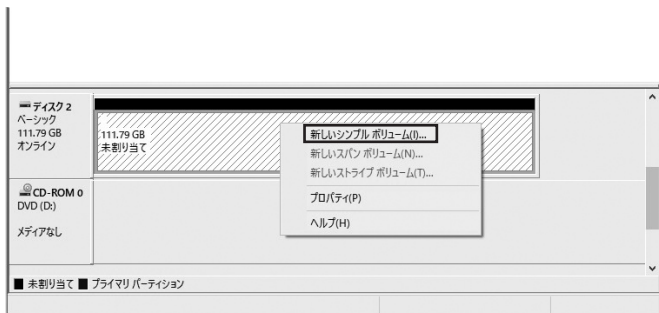 ディスク 2
ベーシック
111.79 GB
オンライン
111.79 GB
未割り当て
新しいシンプル ボリューム(I)...
新しいスパン ボリューム(N)...
新しいストライプ ボリューム(T)...
プロパティ(P)
ヘルプ(H)
CD-ROM 0
DVD (D:)
メディアなし
未割り当て プライマリ パーティション